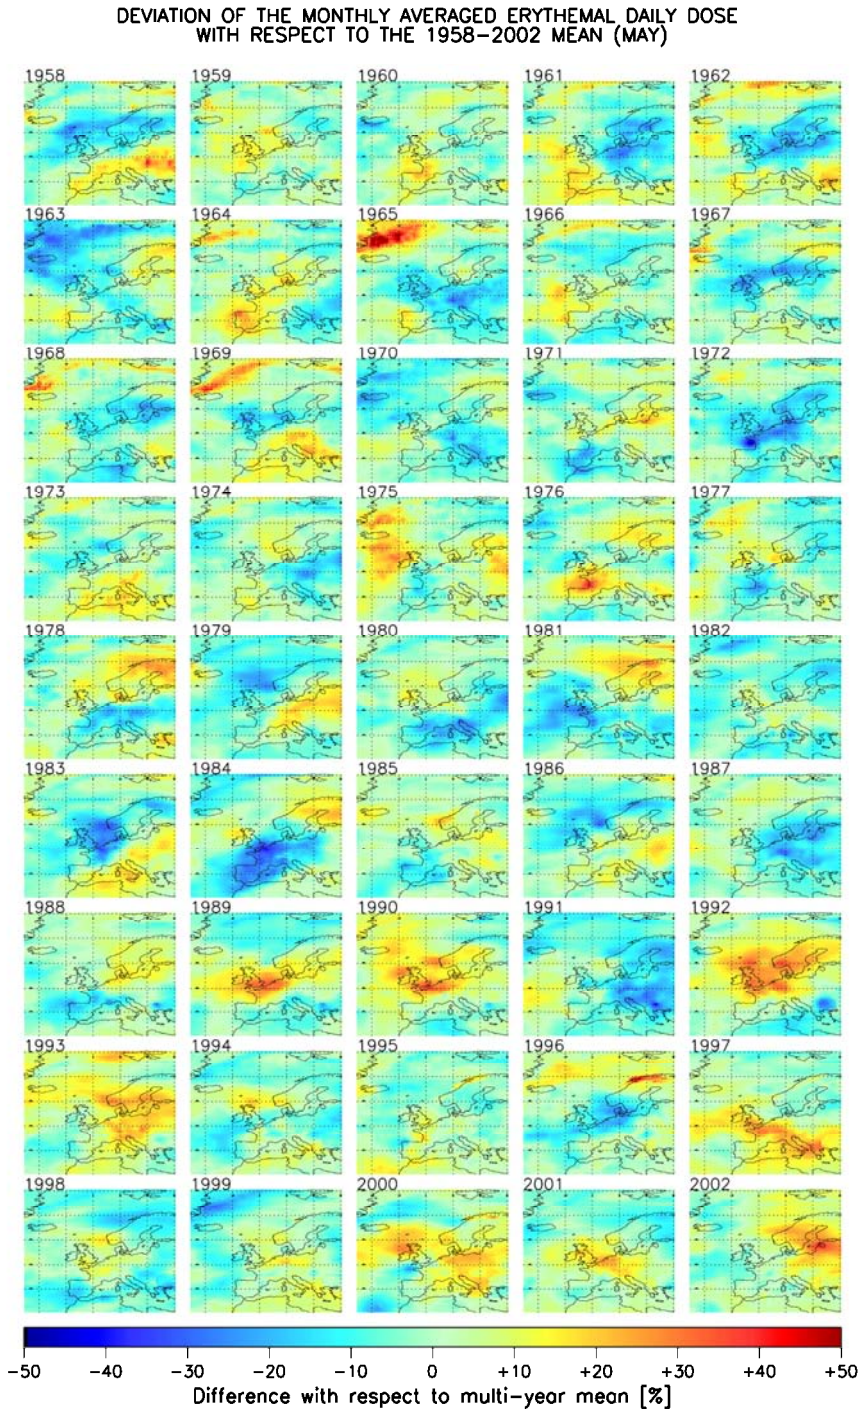 DEVIATION OF THE MONTHLY AVERAGED ERYTHEMAL DAILY DOSE
WITH RESPECT TO THE 1958-2002 MEAN (MAY)
1958 1959 1960 1961 1962
1963 1964 1965 1966 1967
1968 1969 1970 1971 1972
1973 1974 1975 1976 1977
1978 1979 1980 1981 1982
1983 1984 1985 1986 1987
1988 1989 1990 1991 1992
1993 1994 1995 1996 1997
1998 1999 2000 2001 2002
-50 -40 -30 -20 -10 0 +10 +20 +30 +40 +50
Difference with respect to multi-year mean [%]